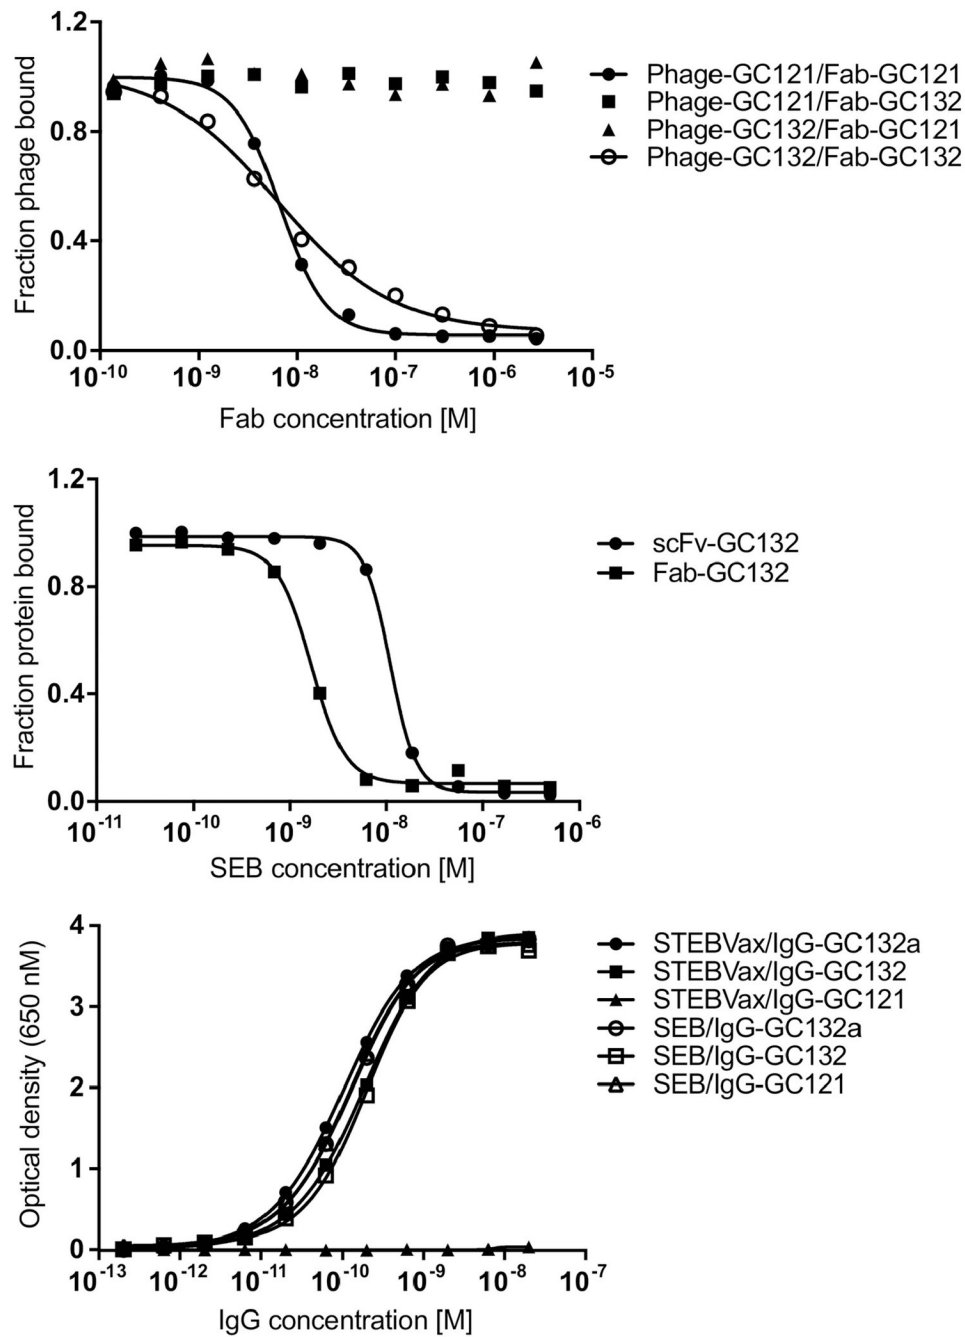 1.2
0.8
0.4
0.0
Fraction phage bound
10-10 10-9 10-8 10-7 10-6 10-5
Fab concentration [M]
Phage-GC121/Fab-GC121
Phage-GC121/Fab-GC132
Phage-GC132/Fab-GC121
Phage-GC132/Fab-GC132
1.2
0.8
0.4
0.0
Fraction protein bound
10-11 10-10 10-9 10-8 10-7 10-6
SEB concentration [M]
scFv-GC132
Fab-GC132
4
3
2
1
0
Optical density (650 nM)
10-13 10-12 10-11 10-10 10-9 10-8 10-7
IgG concentration [M]
STEBVax/IgG-GC132a
STEBVax/IgG-GC132
STEBVax/IgG-GC121
SEB/IgG-GC132a
SEB/IgG-GC132
SEB/IgG-GC121